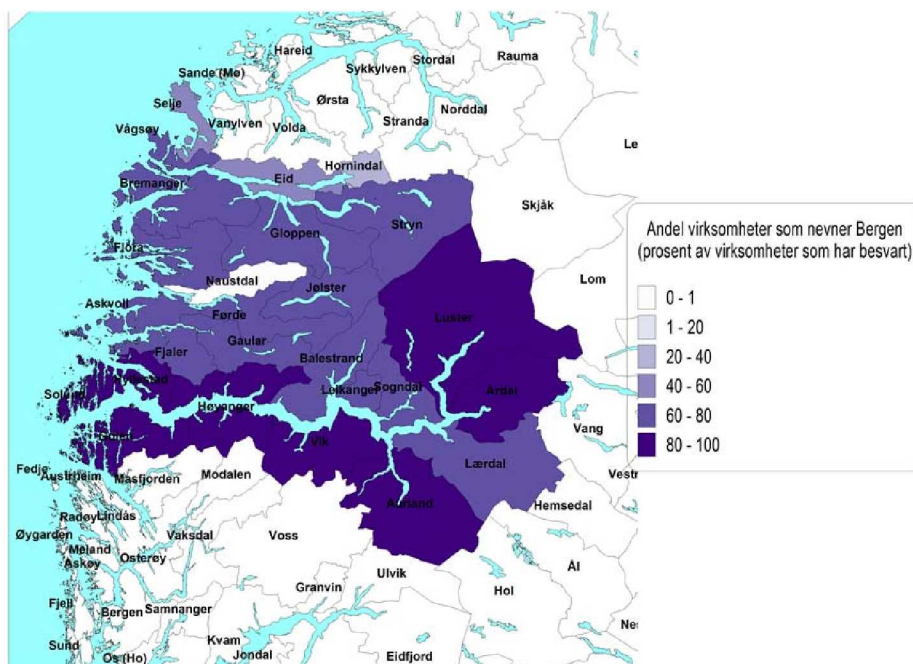 Hareid
Sande (Mø)
Sykkylven
Stordal
Rauma
Selje
Ørsta
Norddal
Vågsøy
Vanylven
Volda
Stranda
Le
Hornindal
Eid
Bremanger
Skjåk
Stryn
Gloppen
Flora
Andel virksomheter som nevner Bergen
(prosent av virksomheter som har besvart)
0 - 1
1 - 20
20 - 40
40 - 60
60 - 80
80 - 100
Naustdal
Jølster
Lom
Askvoll
Førde
Luster
Gaular
Fjaler
Balestrand
Hyllestad
Leikanger
Sogndal
Årdal
Solund
Høyanger
Gulen
Vik
Vang
Lærdal
Fedje
Austrheim
Masfjorden
Modalen
Vestr
Aurland
Hemsedal
Radøy
Lindås
Øygarden
Vaksdal
Voss
Meland
Askøy
Osterøy
Ål
Ulvik
Hol
Granvin
Fjell
Bergen
Samnanger
Nes
Kvam
Sund
Os (Ho)
Jondal
Eidfjord